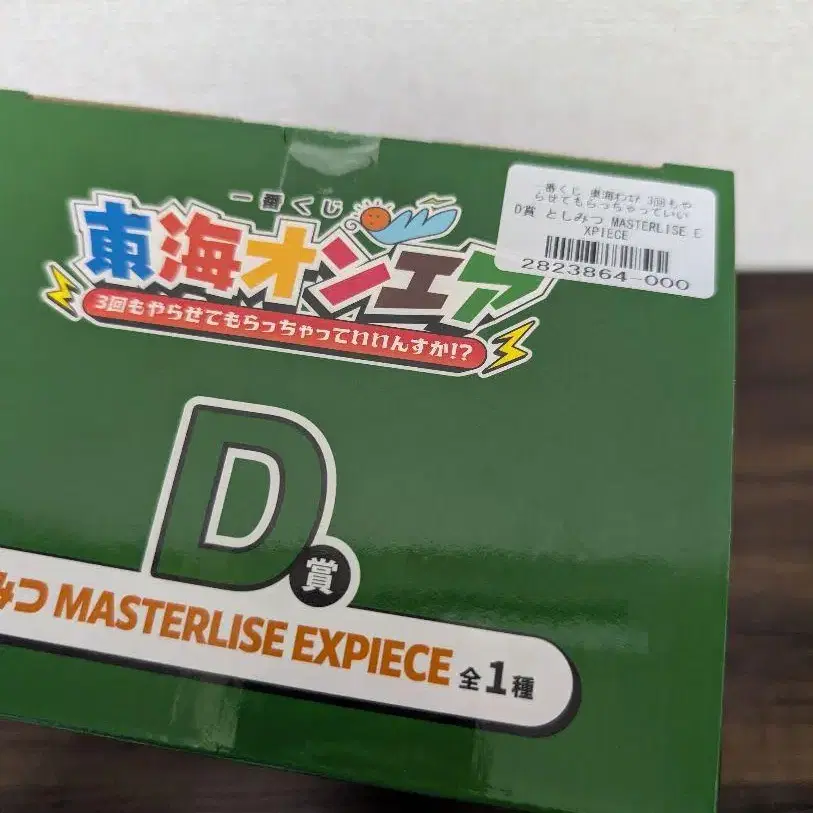 一番くじ
東海オンエア
3回もやらせてもらっちゃっていいんすか!?
番くじ 東海ｵﾝｴｱ 3回もや
らせてもらっちゃっていい
D賞 としみつ MASTERLISE E
XPIECE
2823864-000
D賞
みつ MASTERLISE EXPIECE 全1種